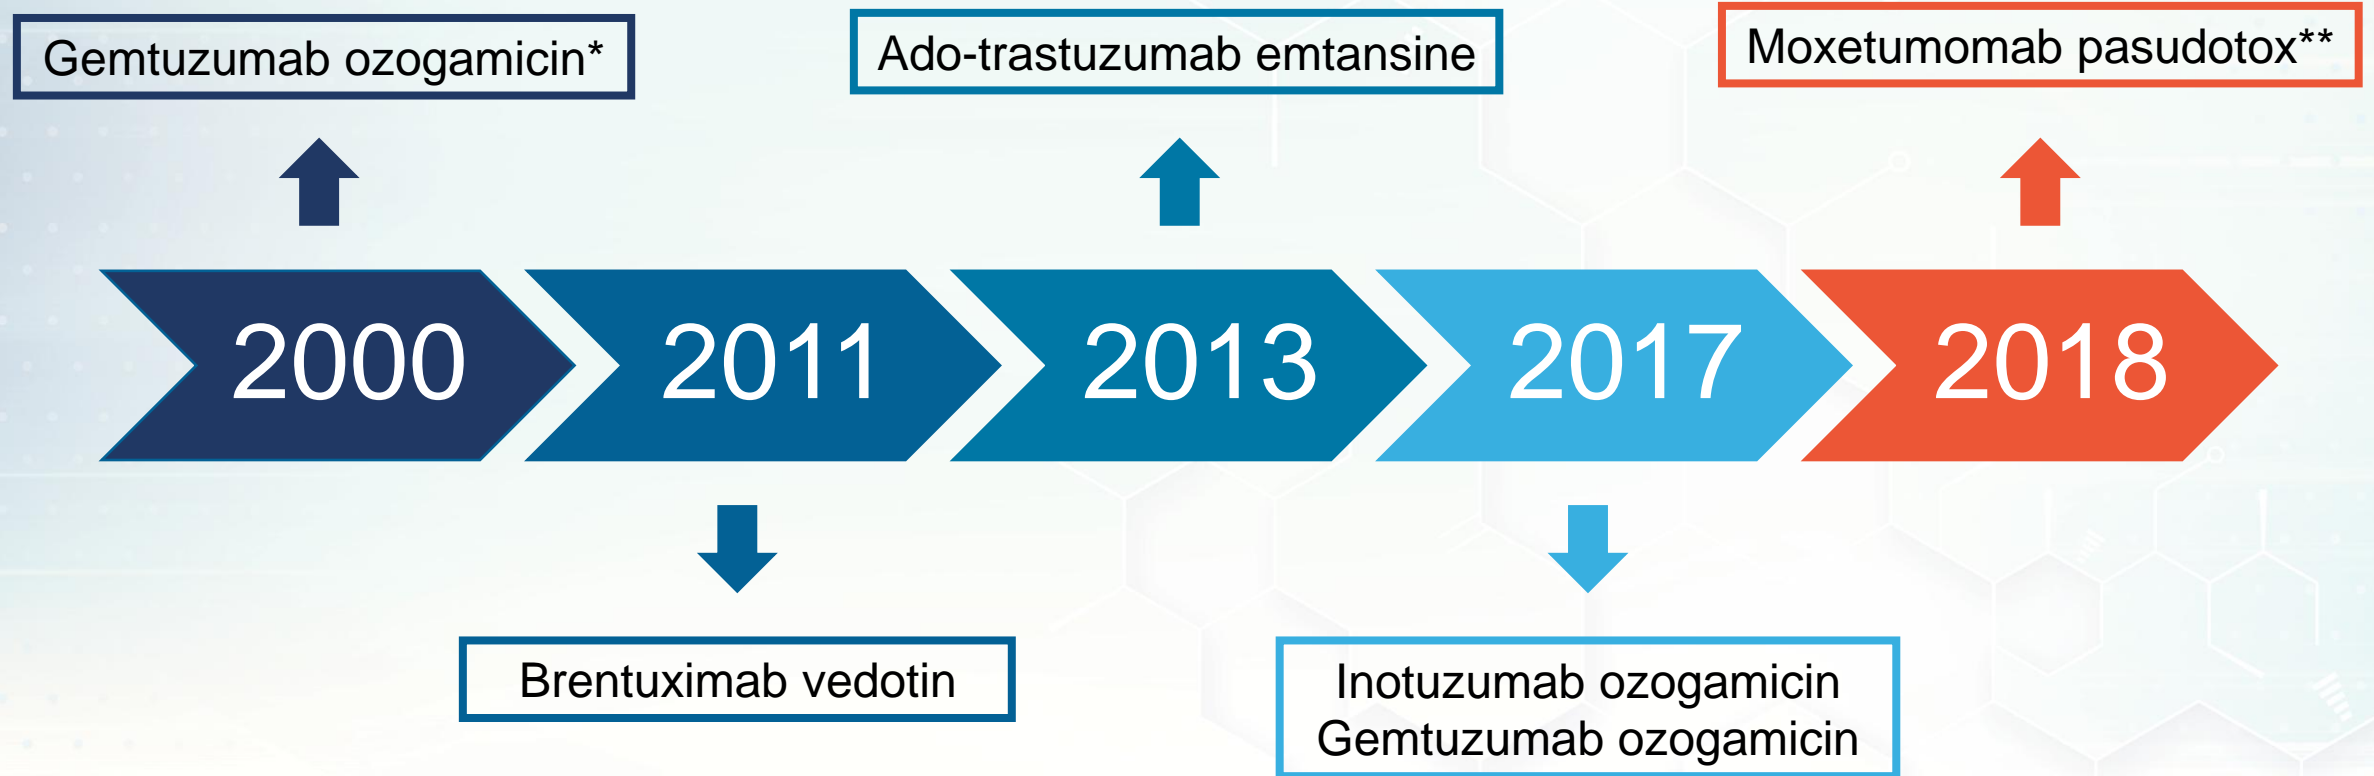 Gemtuzumab ozogamicin*
Ado-trastuzumab emtansine
Moxetumomab pasudotox**
2000
2011
2013
2017
2018
Brentuximab vedotin
Inotuzumab ozogamicin
Gemtuzumab ozogamicin